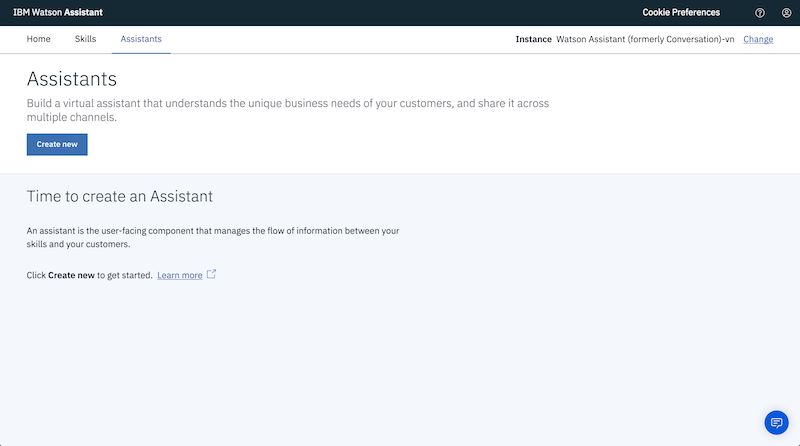 IBM Watson Assistant
Cookie Preferences
Home Skills Assistants
Instance Watson Assistant (formerly Conversation)-vn Change
Assistants
Build a virtual assistant that understands the unique business needs of your customers, and share it across
multiple channels.
Create new
Time to create an Assistant
An assistant is the user-facing component that manages the flow of information between your
skills and your customers.
Click Create new to get started. Learn more